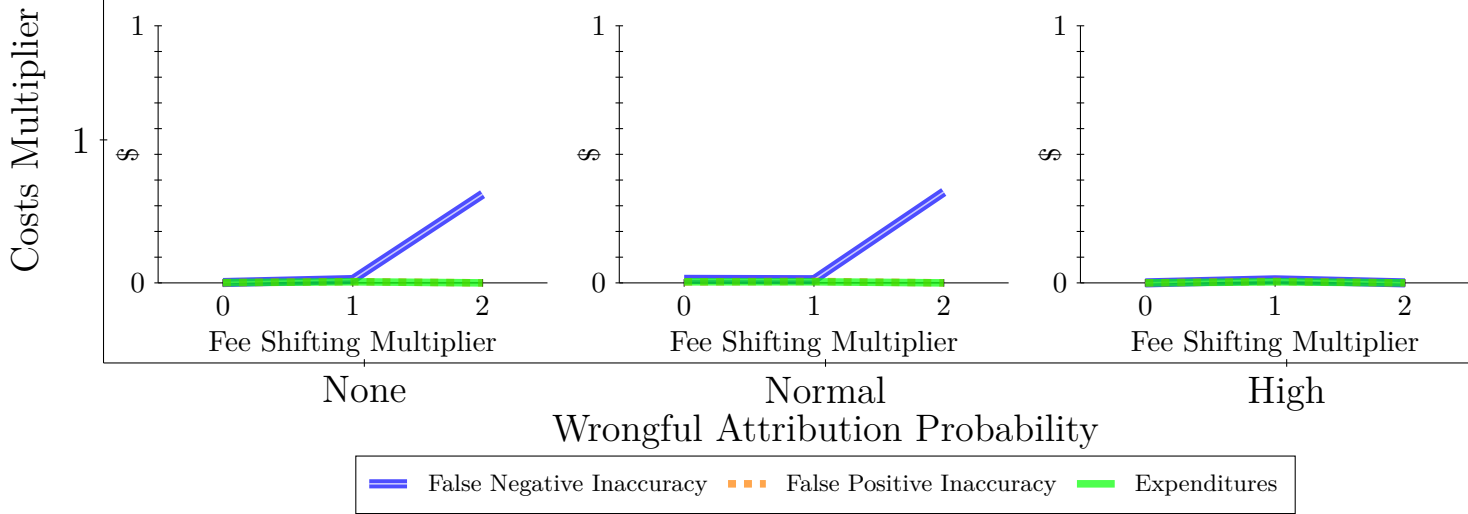 Costs Multiplier
1
1
$
0
0 1 2
Fee Shifting Multiplier
1
$
0
0 1 2
Fee Shifting Multiplier
1
$
0
0 1 2
Fee Shifting Multiplier
None Normal High
Wrongful Attribution Probability
False Negative Inaccuracy False Positive Inaccuracy Expenditures